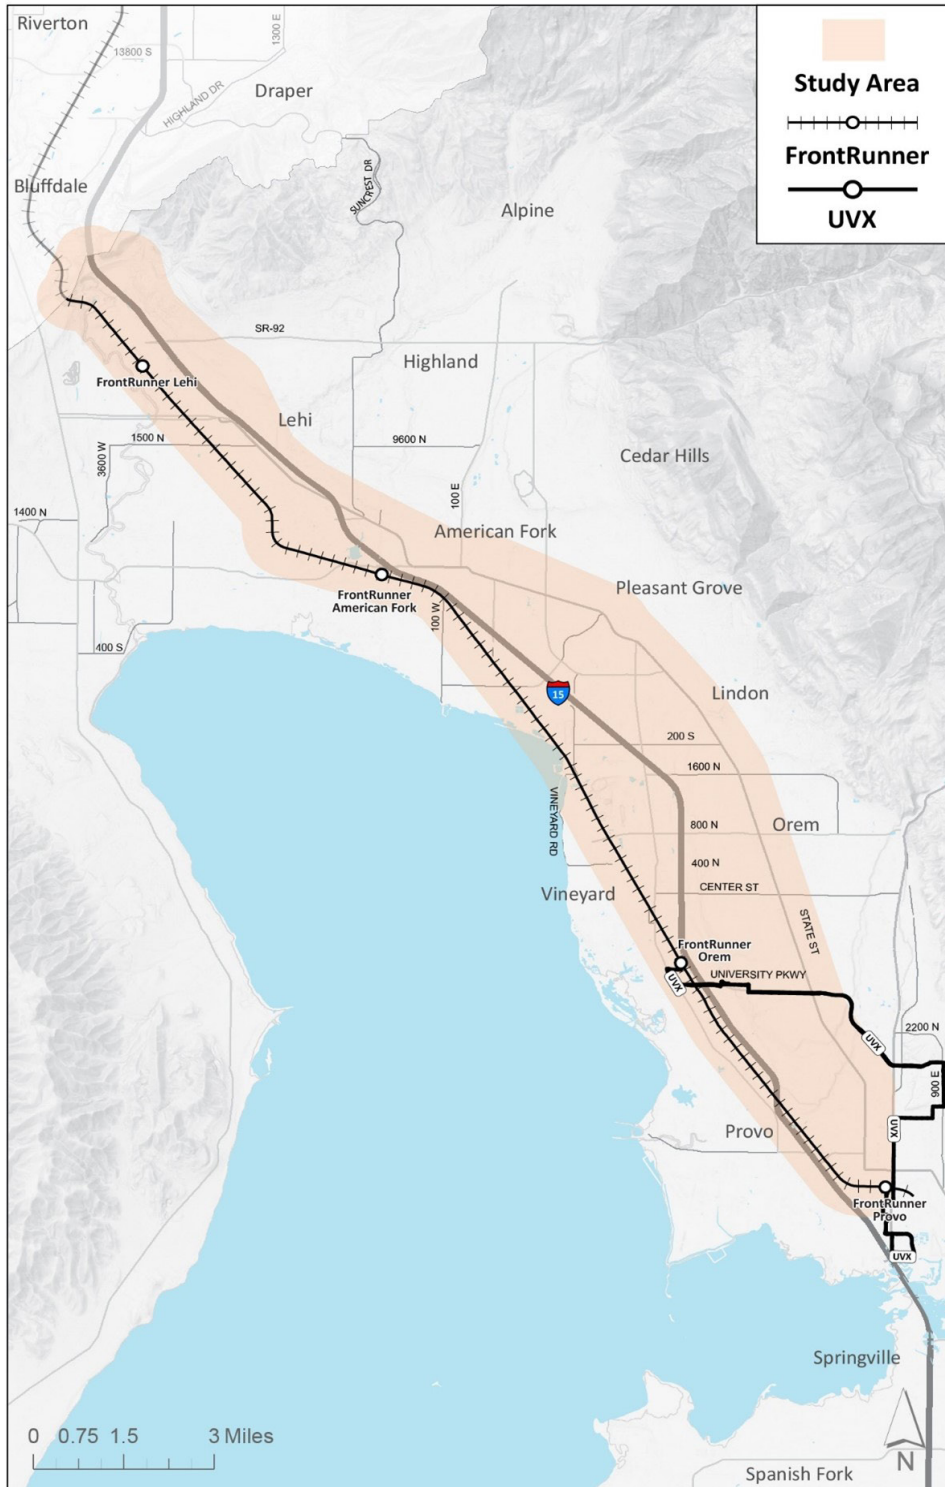 Riverton
1300 E
13800 S
HIGHLAND DR
Draper
Study Area
FrontRunner
UVX
SUNCREST DR
Bluffdale
Alpine
SR-92
Highland
FrontRunner Lehi
Lehi
1500 N
9600 N
3600 W
Cedar Hills
100 E
1400 N
American Fork
Pleasant Grove
FrontRunner
American Fork
100 W
400 S
15
Lindon
200 S
1600 N
VINEYARD RD
800 N
Orem
400 N
CENTER ST
Vineyard
STATE ST
FrontRunner
Orem
UNIVERSITY PKWY
UVX
2200 N
UVX
900 E
UVX
Provo
FrontRunner
Provo
UVX
Springville
0 0.75 1.5 3 Miles
N
Spanish Fork